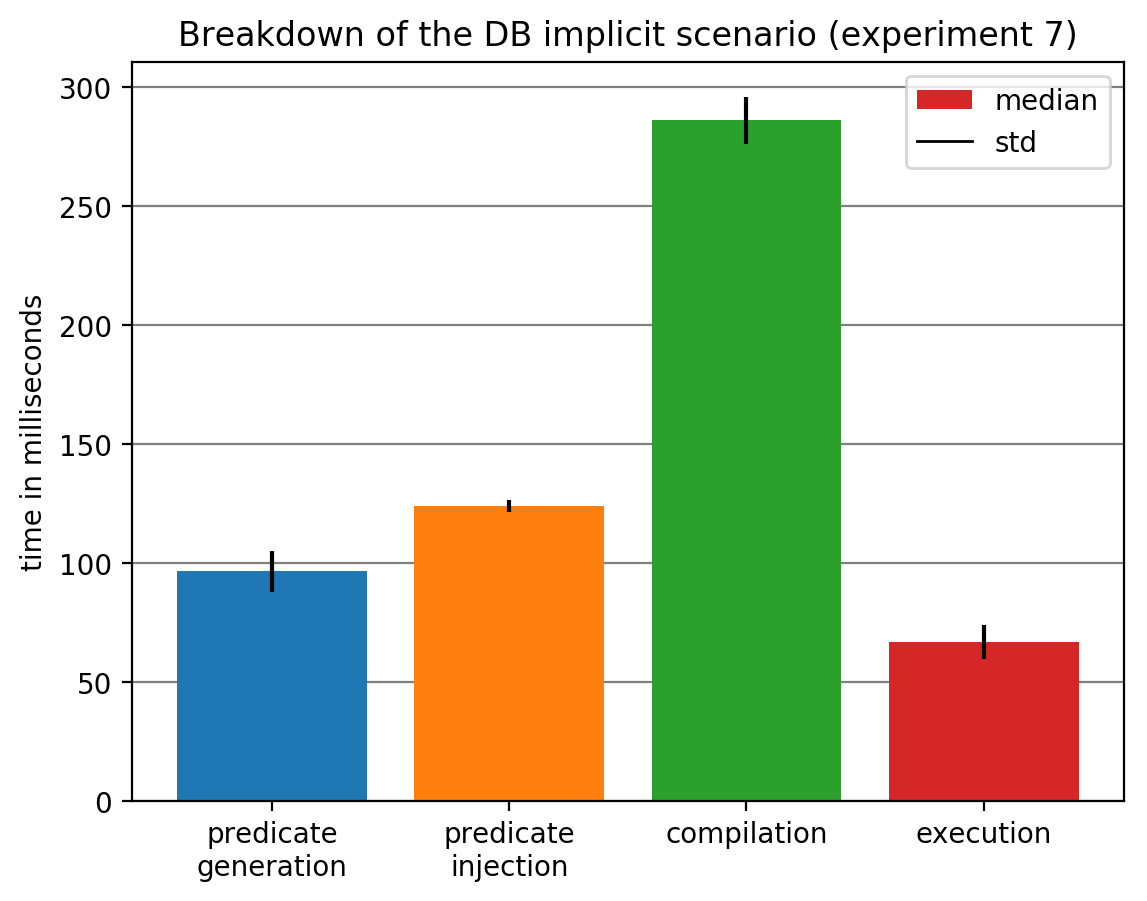 Breakdown of the DB implicit scenario (experiment 7)
median
std
time in milliseconds
300
250
200
150
100
50
0
predicate
generation
predicate
injection
compilation
execution